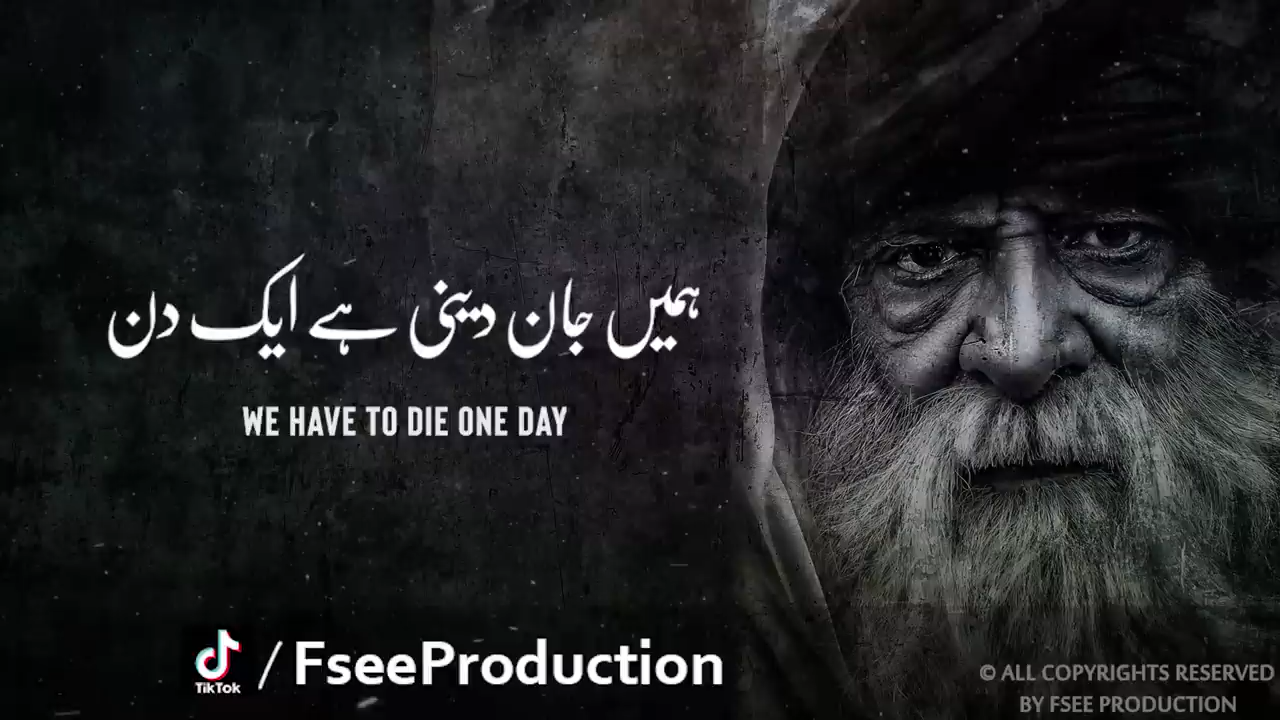 ہمیں جان دینی ہے ایک دن
WE HAVE TO DIE ONE DAY
TikTok / FseeProduction
© ALL COPYRIGHTS RESERVED
BY FSEE PRODUCTION